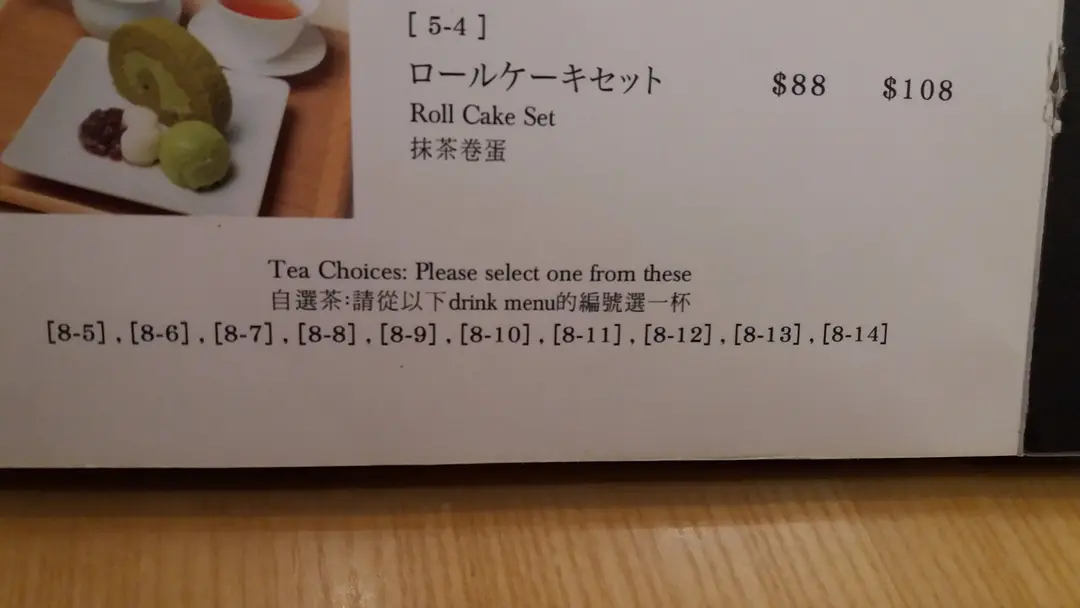 [ 5-4 ]
ロールケーキセット $88 $108
Roll Cake Set
抹茶卷蛋
Tea Choices: Please select one from these
自選茶:請從以下drink menu的編號選一杯
[8-5] , [8-6] , [8-7] , [8-8] , [8-9] , [8-10] , [8-11] , [8-12] , [8-13] , [8-14]